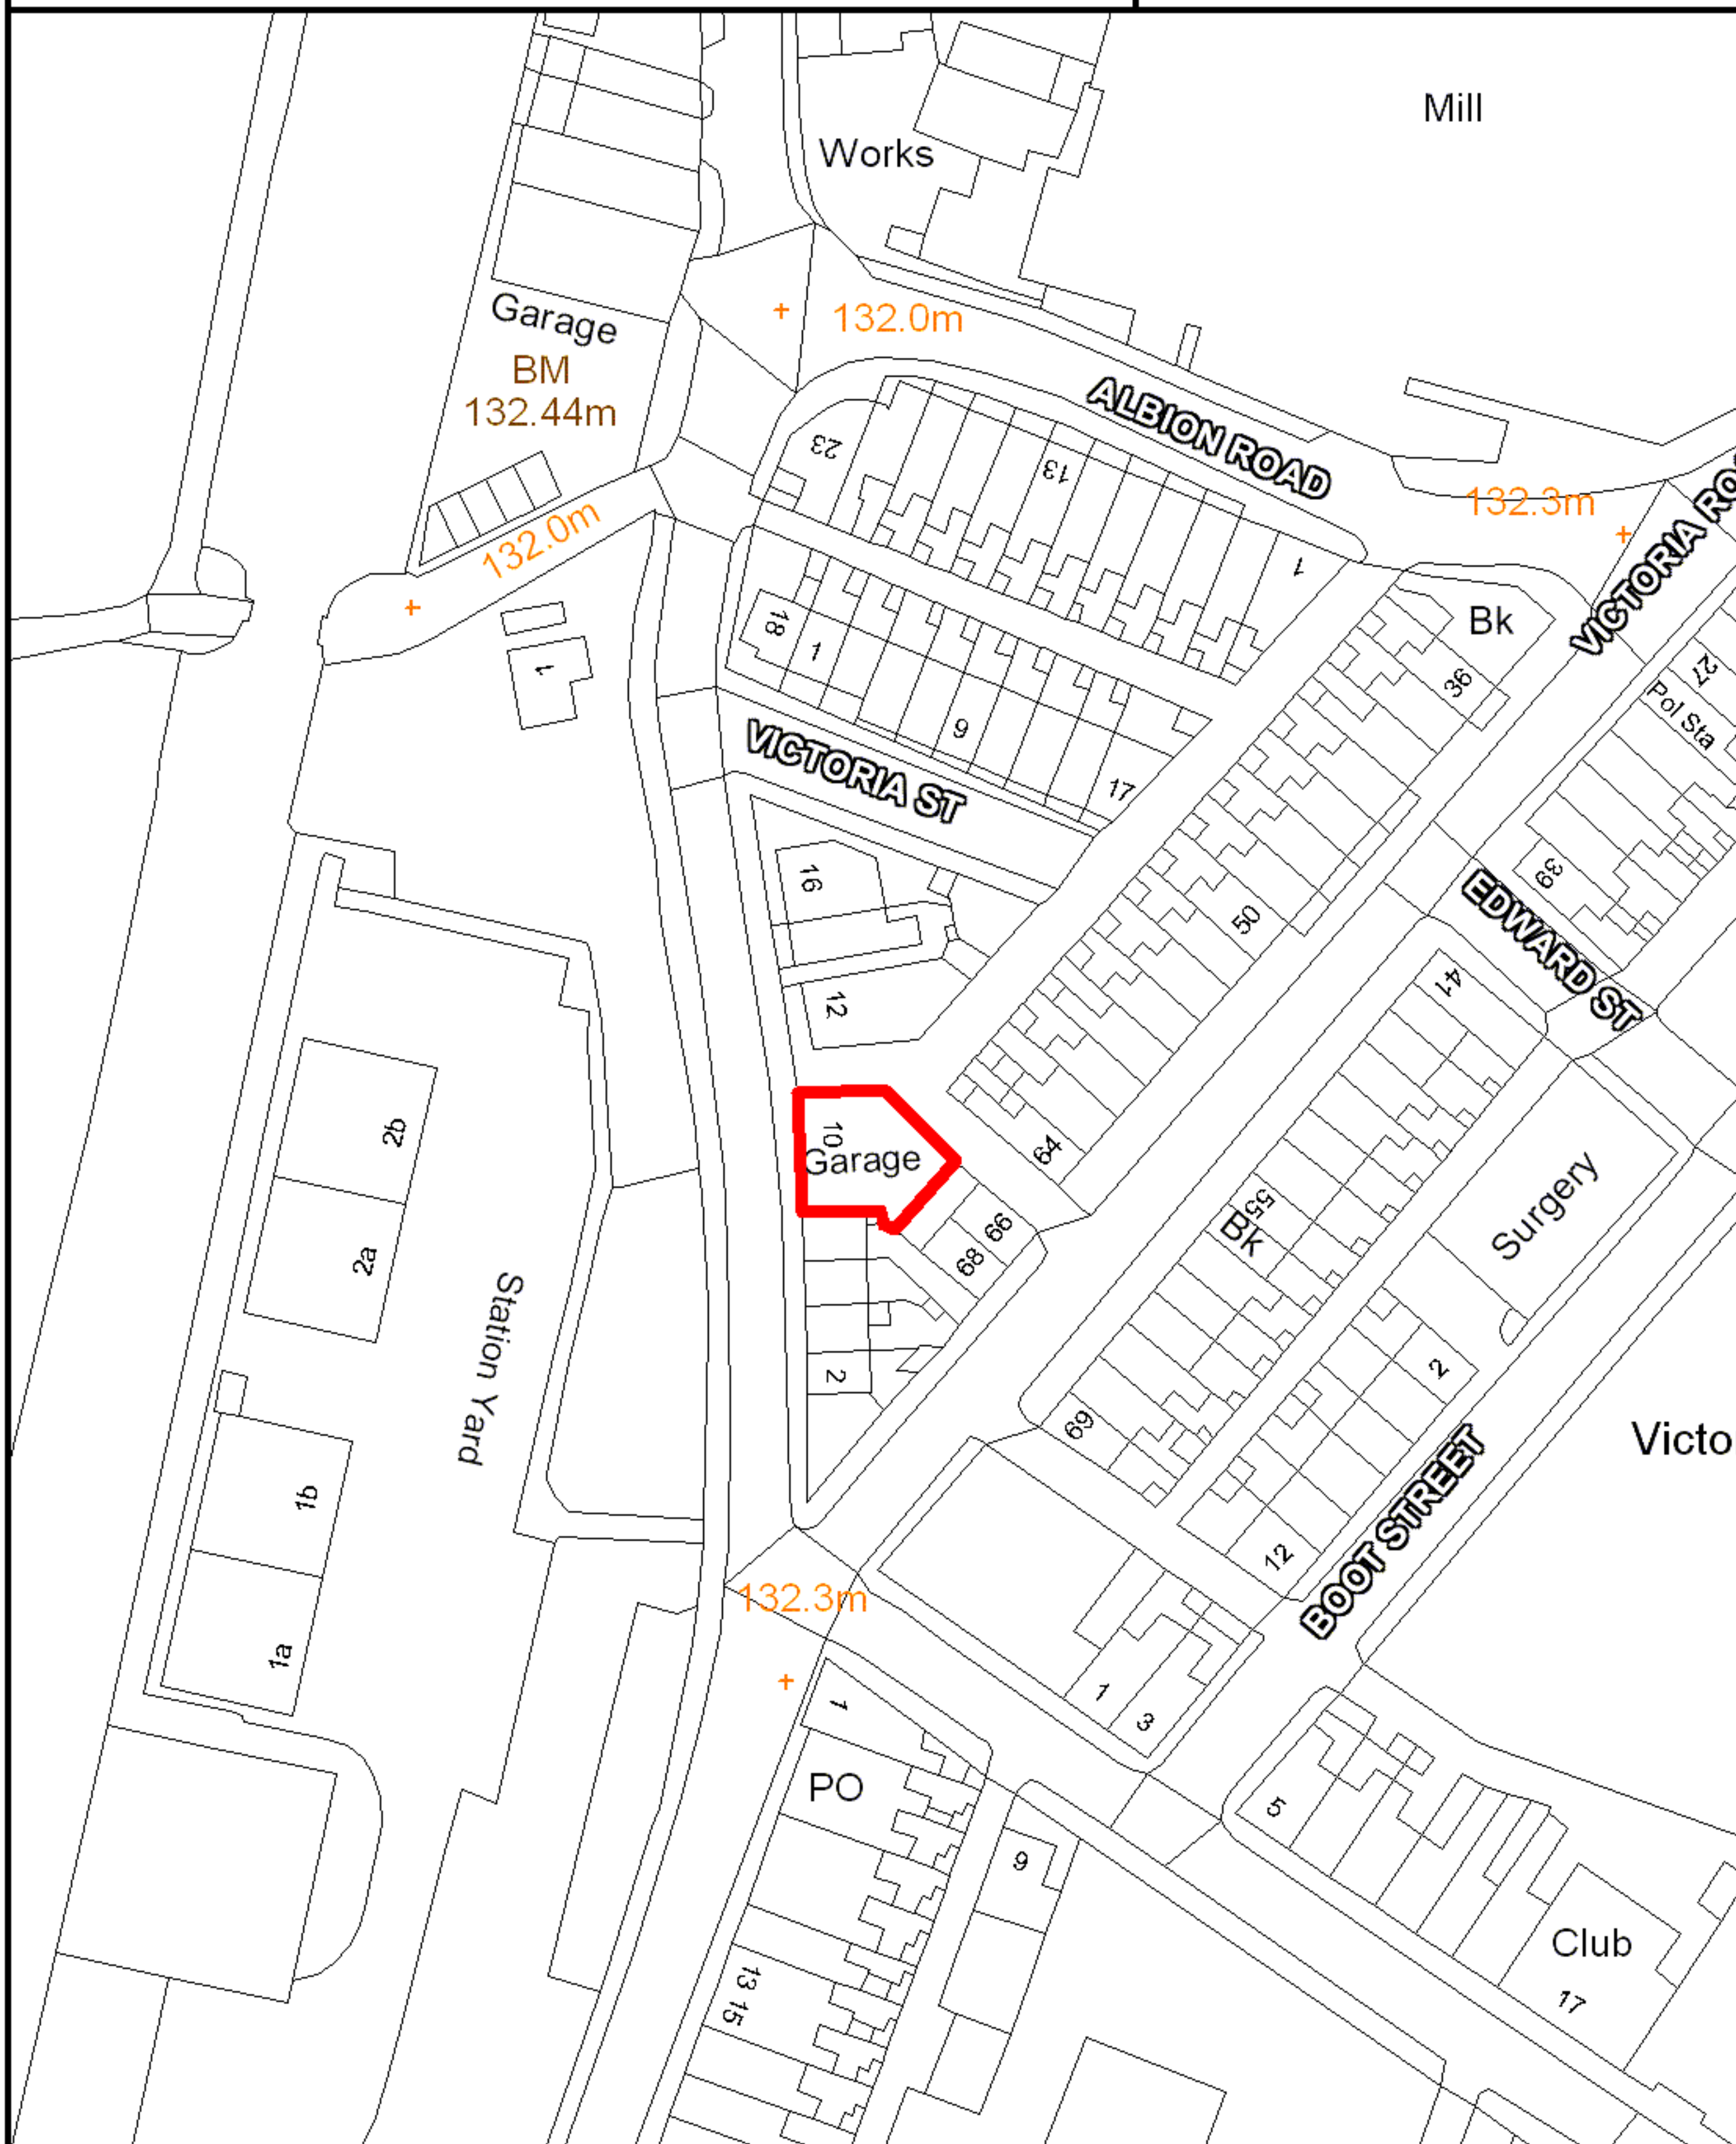 Mill
Works
132.0m
Garage
BM
132.44m
ALBION ROAD
23
13
132.3m
VICTORIA RO
132.0m
1
Bk
18
1
36
27
Pol Sta
1
9
17
VICTORIA ST
16
50
39
EDWARD ST
41
12
2b
10
Garage
64
55
Bk
Surgery
66
68
2a
Station Yard
2
2
69
Victo
1b
12
BOOT STREET
132.3m
1a
1
3
1
PO
5
9
Club
17
13
15